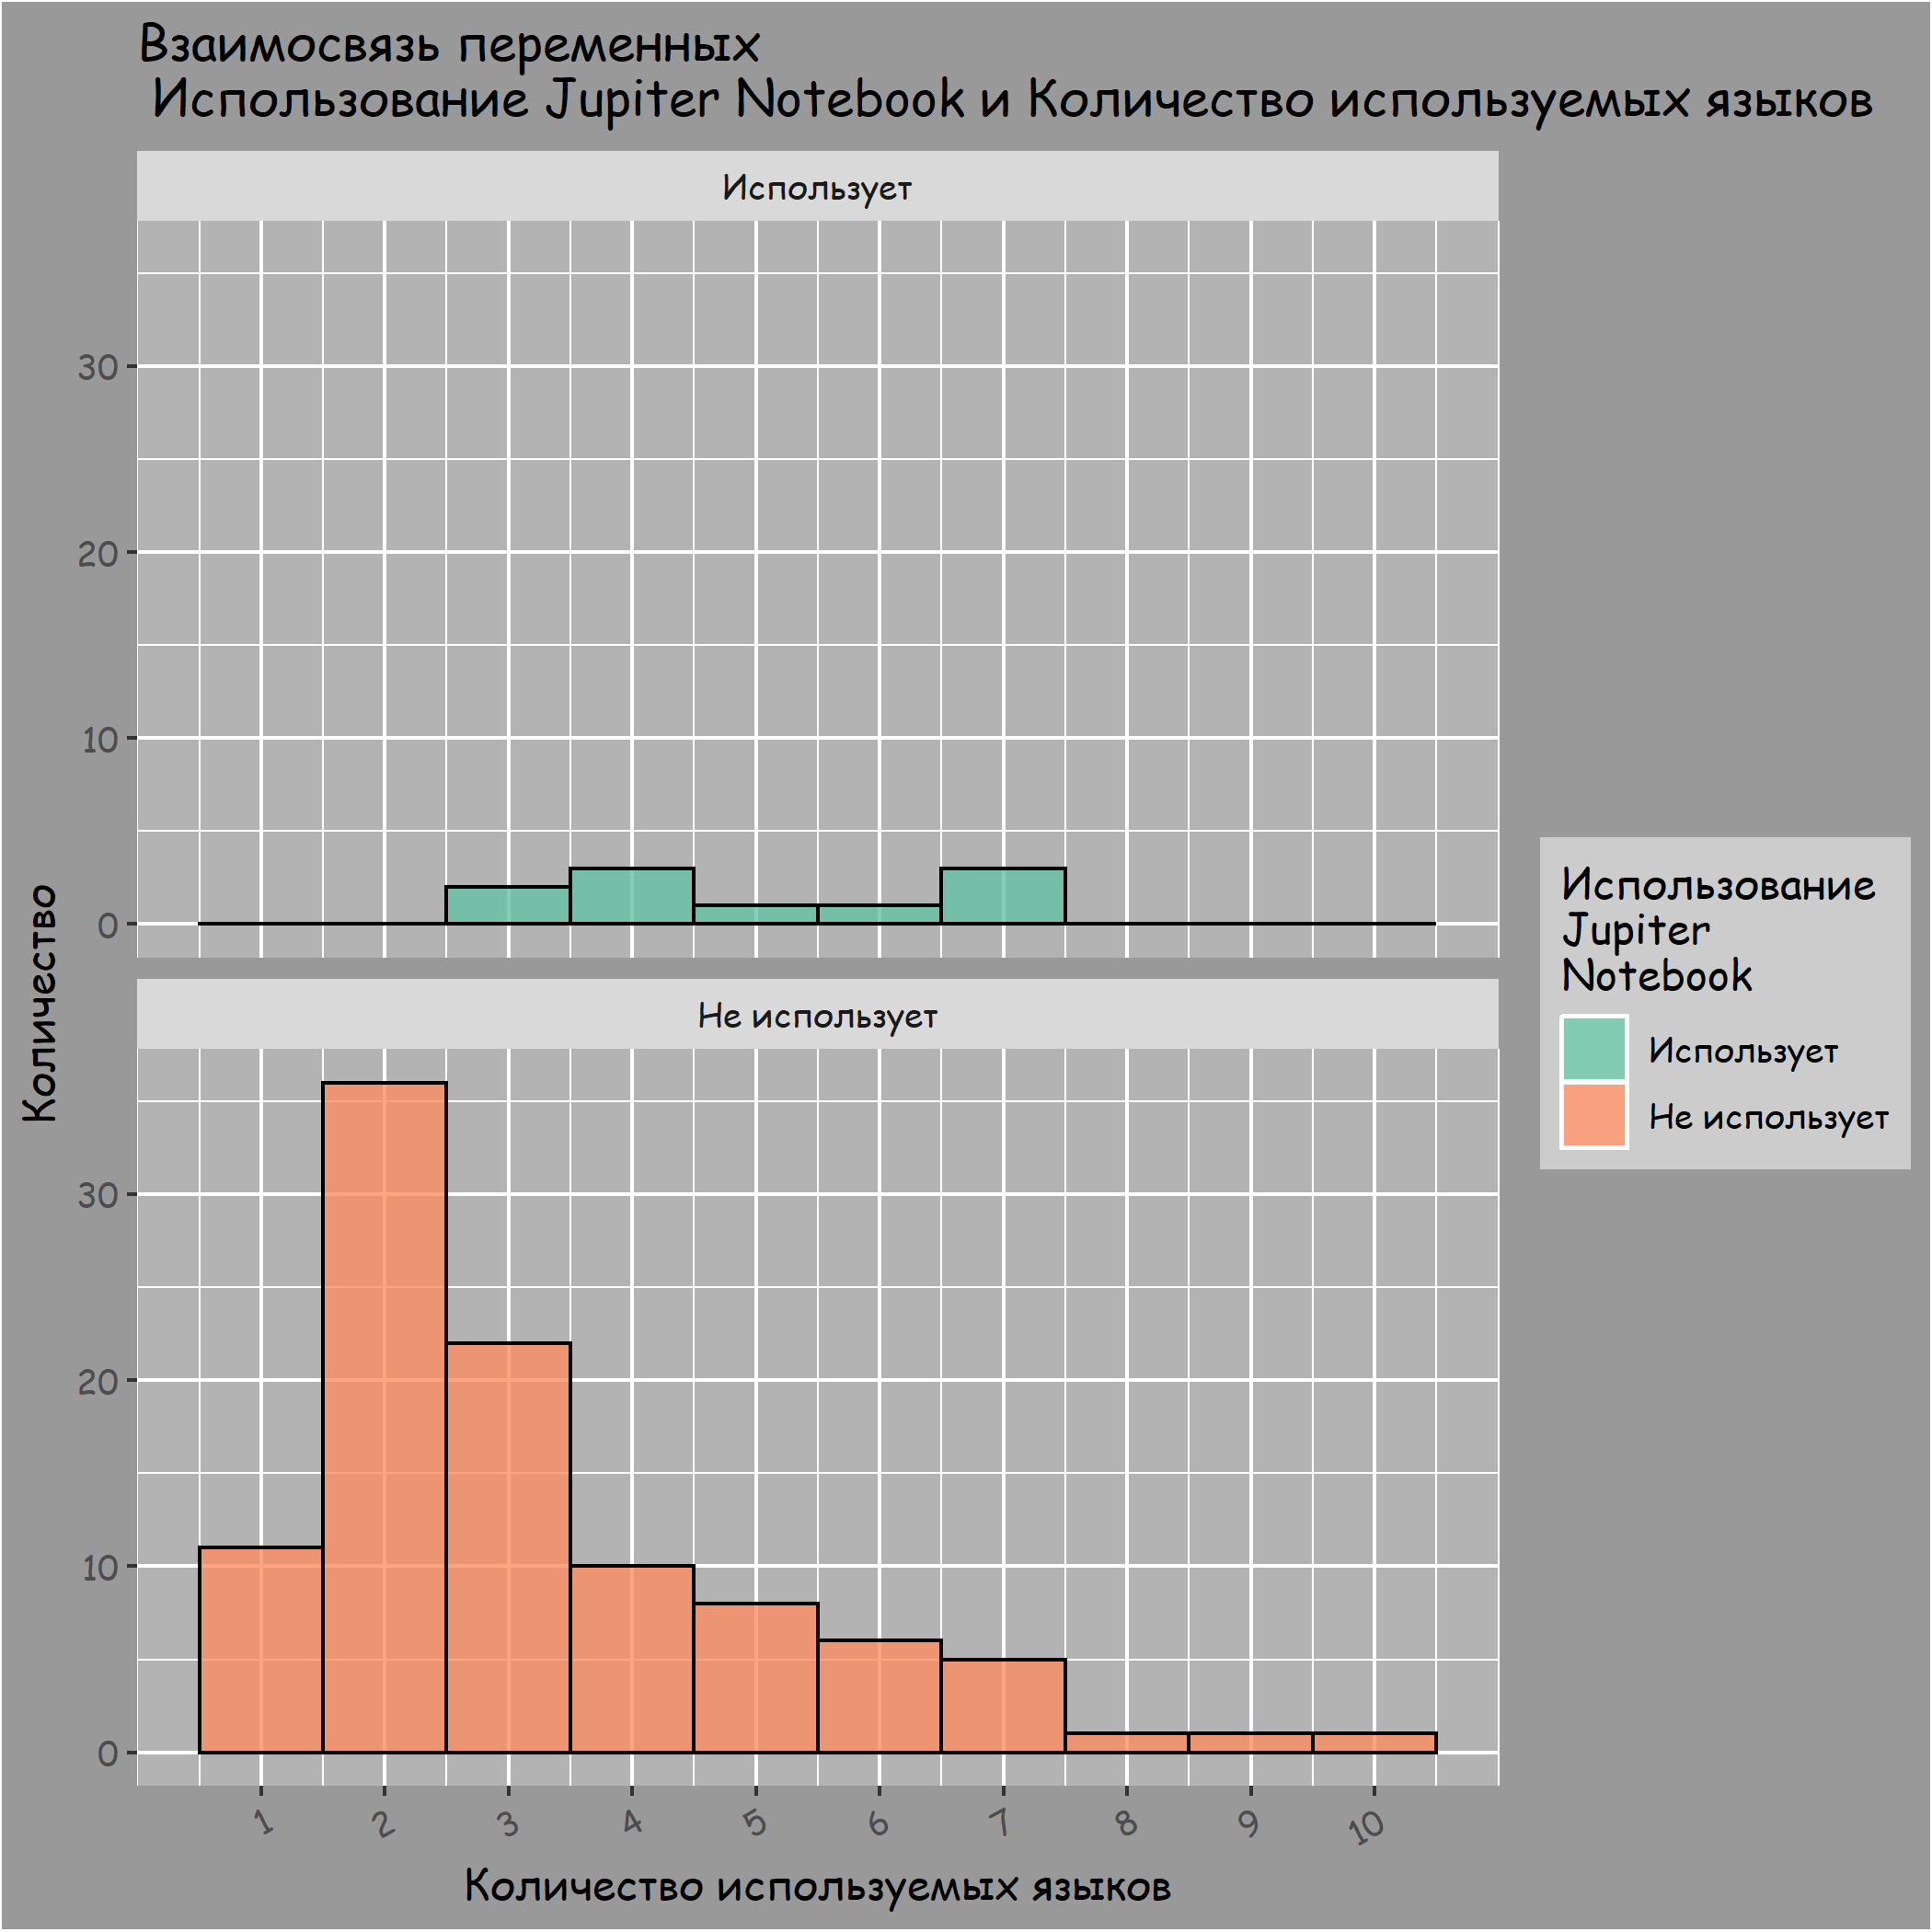 Взаимосвязь переменных
Использование Jupiter Notebook и Количество используемых языков
Использует
30
20
10
0
Не использует
30
20
10
0
1 2 3 4 5 6 7 8 9 10
Количество используемых языков
Количество
Использование
Jupiter
Notebook
Использует
Не использует